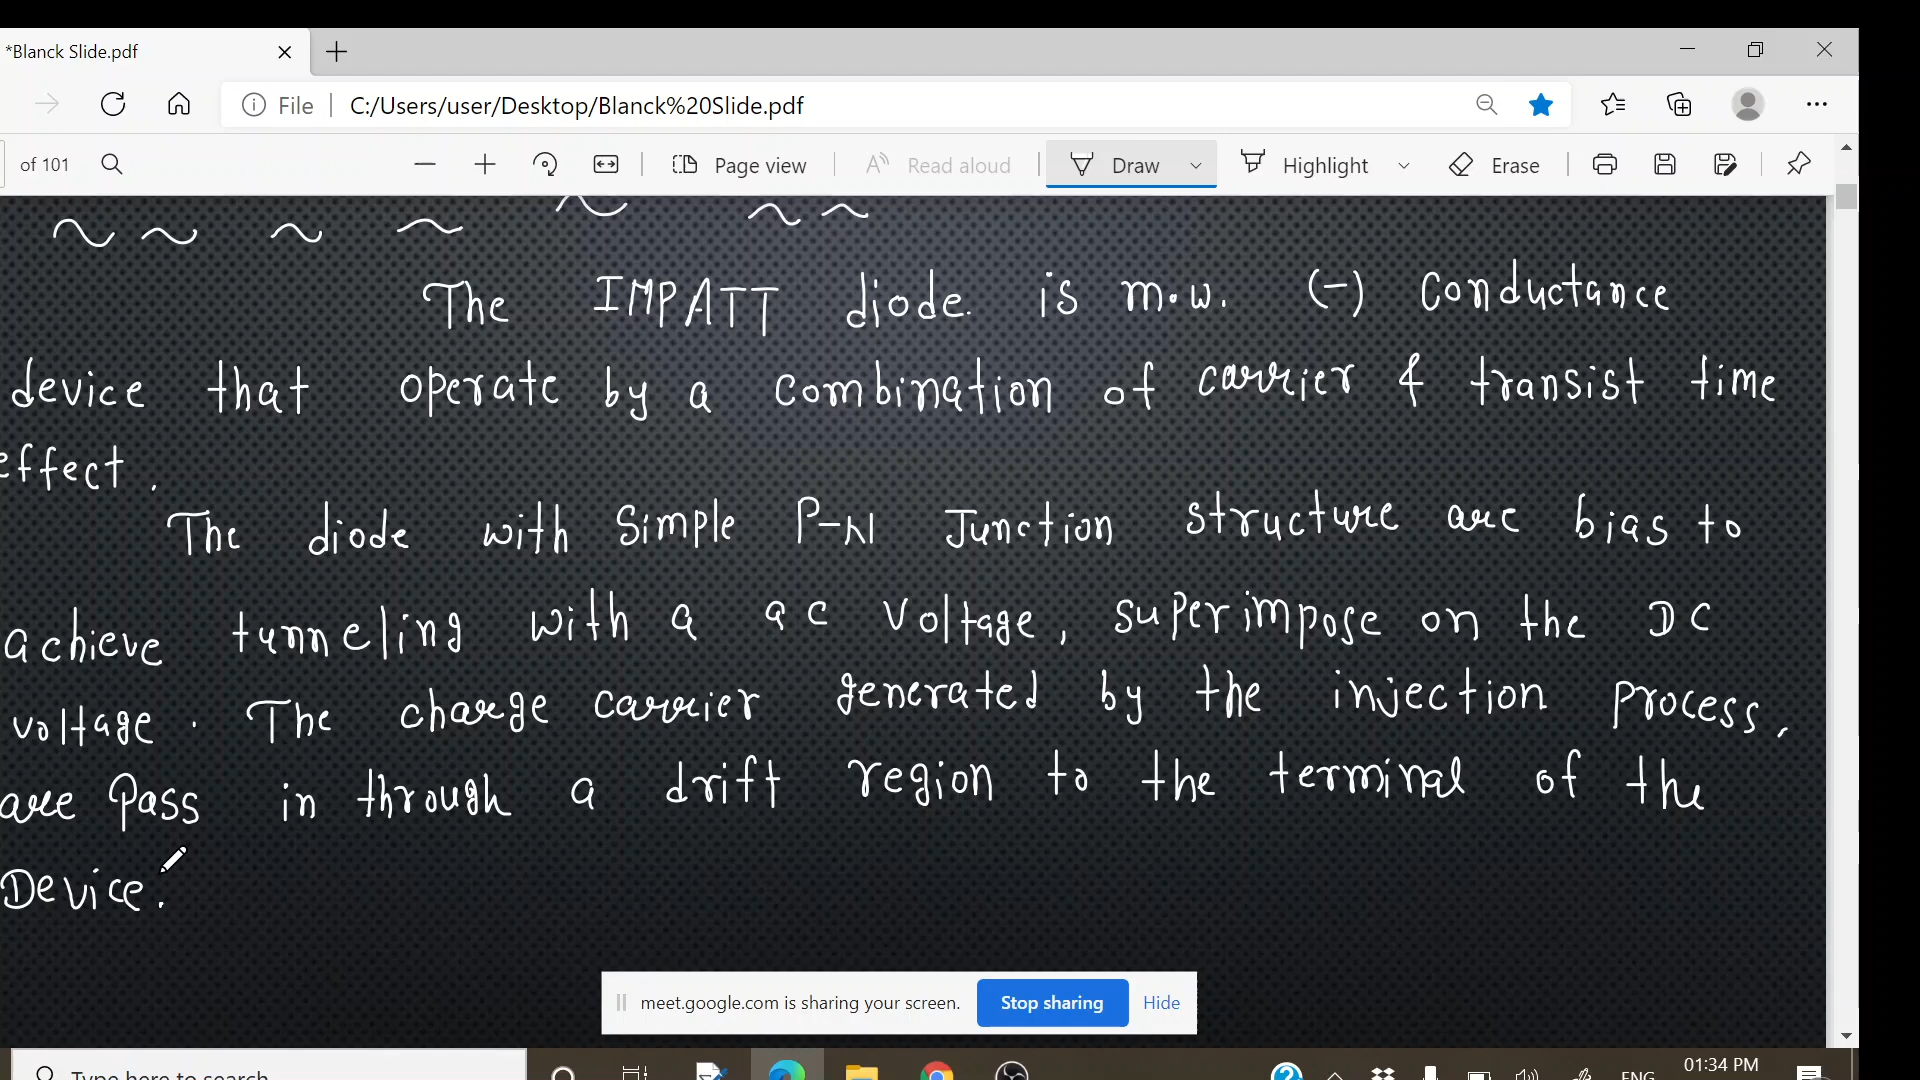 *Blanck Slide.pdf
File C:/Users/user/Desktop/Blanck%20Slide.pdf
of 101 Page view Read aloud Draw Highlight Erase
The IMPATT diode. is m.w. (-) Conductance
device that operate by a combination of carrier & transist time
effect.
The diode with Simple P-N Junction structure are bias to
achieve tunneling with a ac Voltage, superimpose on the DC
voltage. The charge carrier generated by the injection process,
are Pass in through a drift region to the terminal of the
Device.
meet.google.com is sharing your screen. Stop sharing Hide
Type here to search ENG 01:34 PM